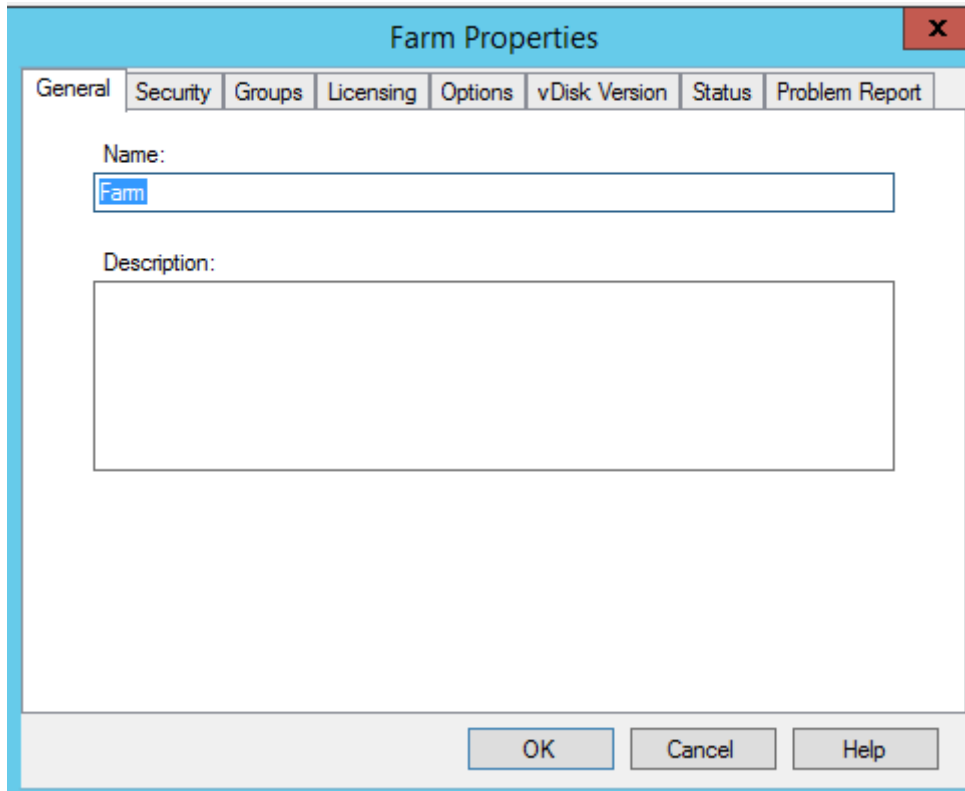 Farm Properties
x
General Security Groups Licensing Options vDisk Version Status Problem Report
Name:
Farm
Description:
OK Cancel Help